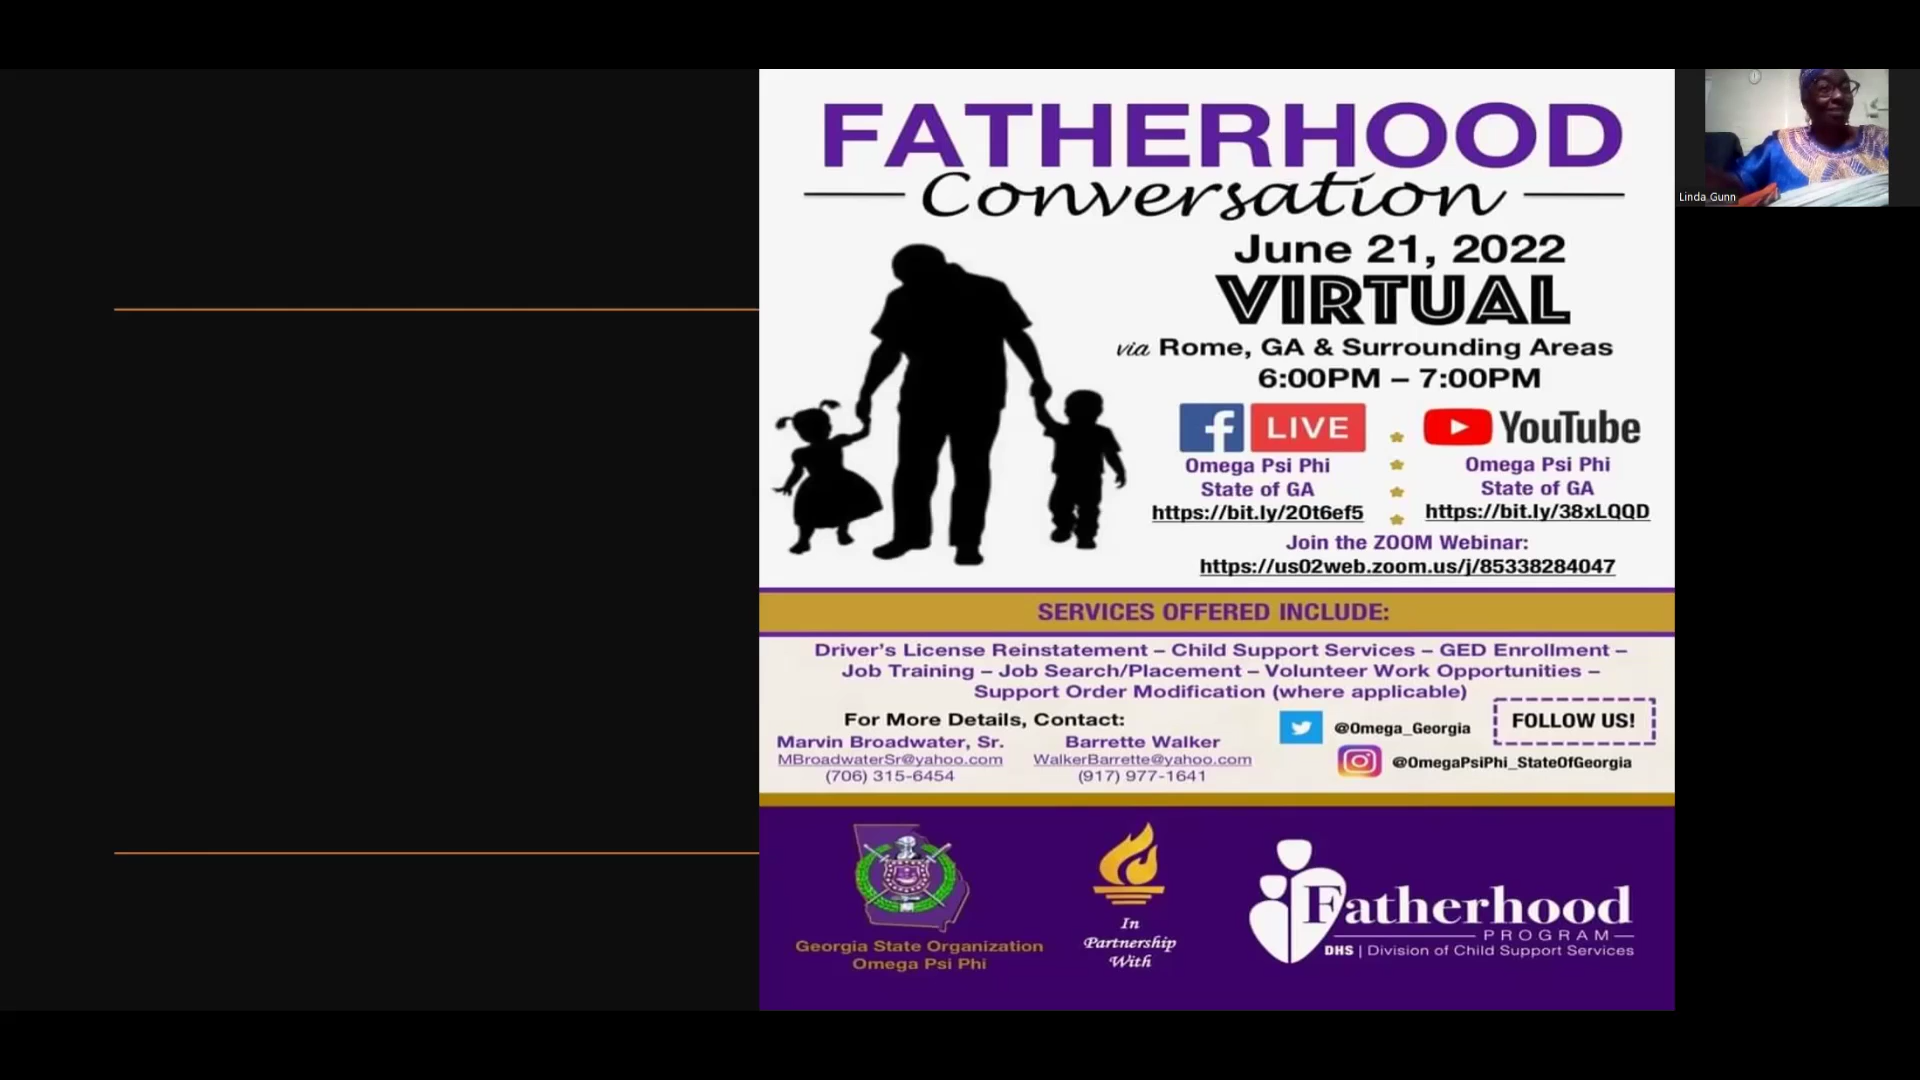 FATHERHOOD
Conversation
June 21, 2022
VIRTUAL
via Rome, GA & Surrounding Areas
6:00PM – 7:00PM
f LIVE
YouTube
Omega Psi Phi
State of GA
https://bit.ly/2Ot6ef5
Omega Psi Phi
State of GA
https://bit.ly/38xLQQD
Join the ZOOM Webinar:
https://us02web.zoom.us/j/85338284047
SERVICES OFFERED INCLUDE:
Driver's License Reinstatement – Child Support Services – GED Enrollment –
Job Training – Job Search/Placement – Volunteer Work Opportunities –
Support Order Modification (where applicable)
For More Details, Contact:
Marvin Broadwater, Sr.
MBroadwaterSr@yahoo.com
(706) 315-6454
Barrette Walker
WalkerBarrette@yahoo.com
(917) 977-1641
@Omega_Georgia
FOLLOW US!
@OmegaPsiPhi_StateOfGeorgia
Georgia State Organization
Omega Psi Phi
In
Partnership
With
Fatherhood
PROGRAM
DHS | Division of Child Support Services
Linda Gunn